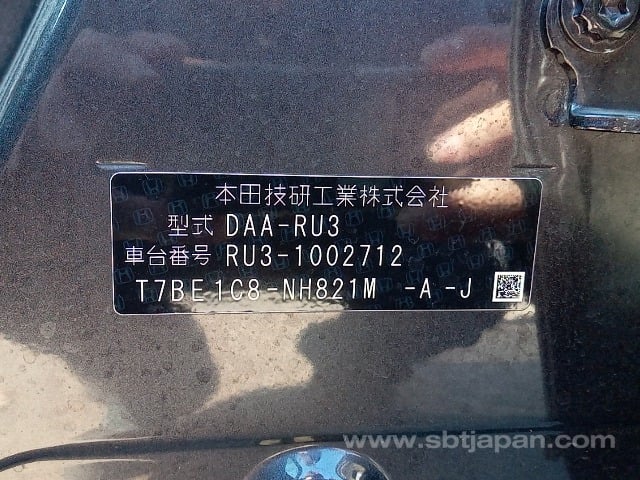 本田技研工業株式会社
型式 DAA-RU3
車台番号 RU3-1002712
T7BE1C8-NH821M -A-J
www.sbtjapan.com